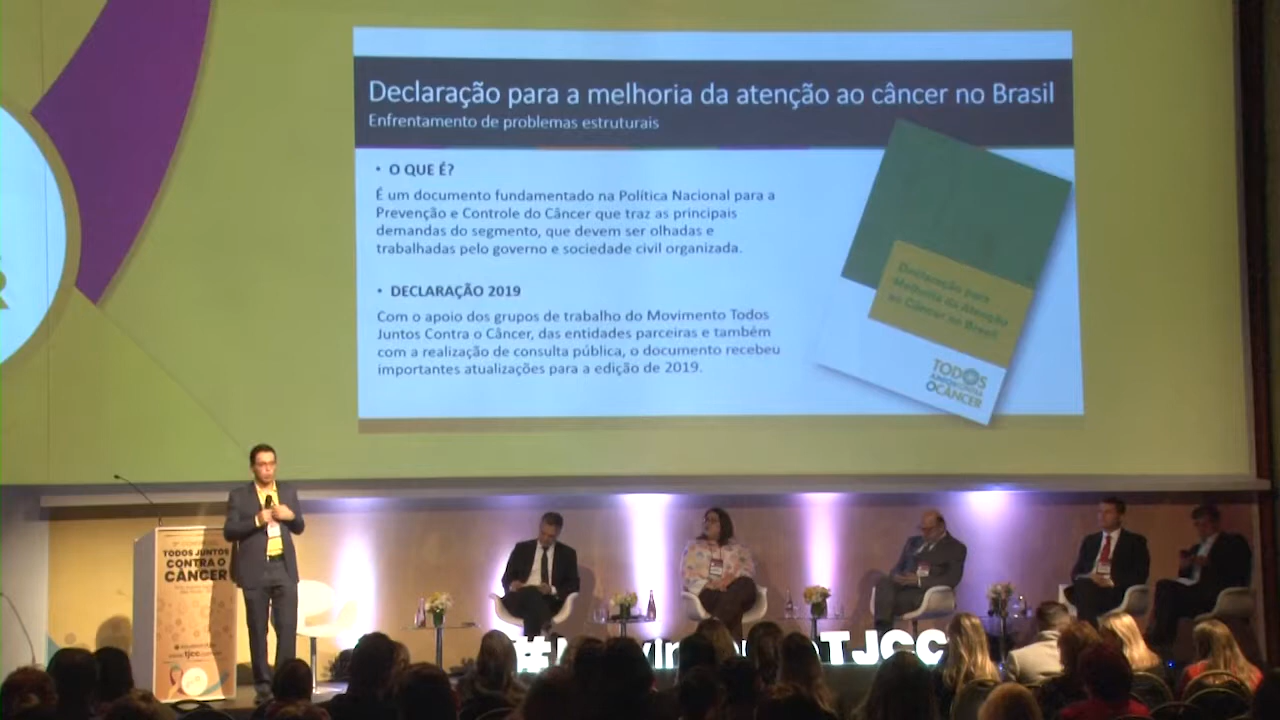 Declaração para a melhoria da atenção ao câncer no Brasil
Enfrentamento de problemas estruturais
• O QUE É?
É um documento fundamentado na Política Nacional para a
Prevenção e Controle do Câncer que traz as principais
demandas do segmento, que devem ser olhadas e
trabalhadas pelo governo e sociedade civil organizada.
• DECLARAÇÃO 2019
Com o apoio dos grupos de trabalho do Movimento Todos
Juntos Contra o Câncer, das entidades parceiras e também
com a realização de consulta pública, o documento recebeu
importantes atualizações para a edição de 2019.
Declaração para
Melhoria da Atenção
ao Câncer no Brasil
TODOS
JUNTOS CONTRA
O CÂNCER
TODOS JUNTOS
CONTRA O
CÂNCER
TJCC